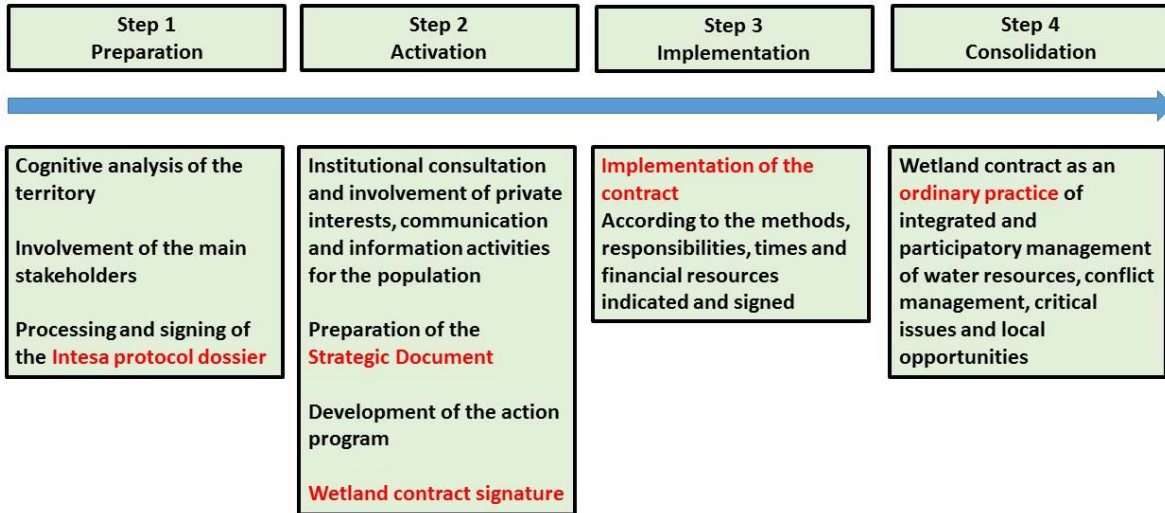 Step 1
Preparation
Step 2
Activation
Step 3
Implementation
Step 4
Consolidation
Cognitive analysis of the
territory
Involvement of the main
stakeholders
Processing and signing of
the Intesa protocol dossier
Institutional consultation
and involvement of private
interests, communication
and information activities
for the population
Preparation of the
Strategic Document
Development of the action
program
Wetland contract signature
Implementation of the
contract
According to the methods,
responsibilities, times and
financial resources
indicated and signed
Wetland contract as an
ordinary practice of
integrated and
participatory management
of water resources, conflict
management, critical
issues and local
opportunities